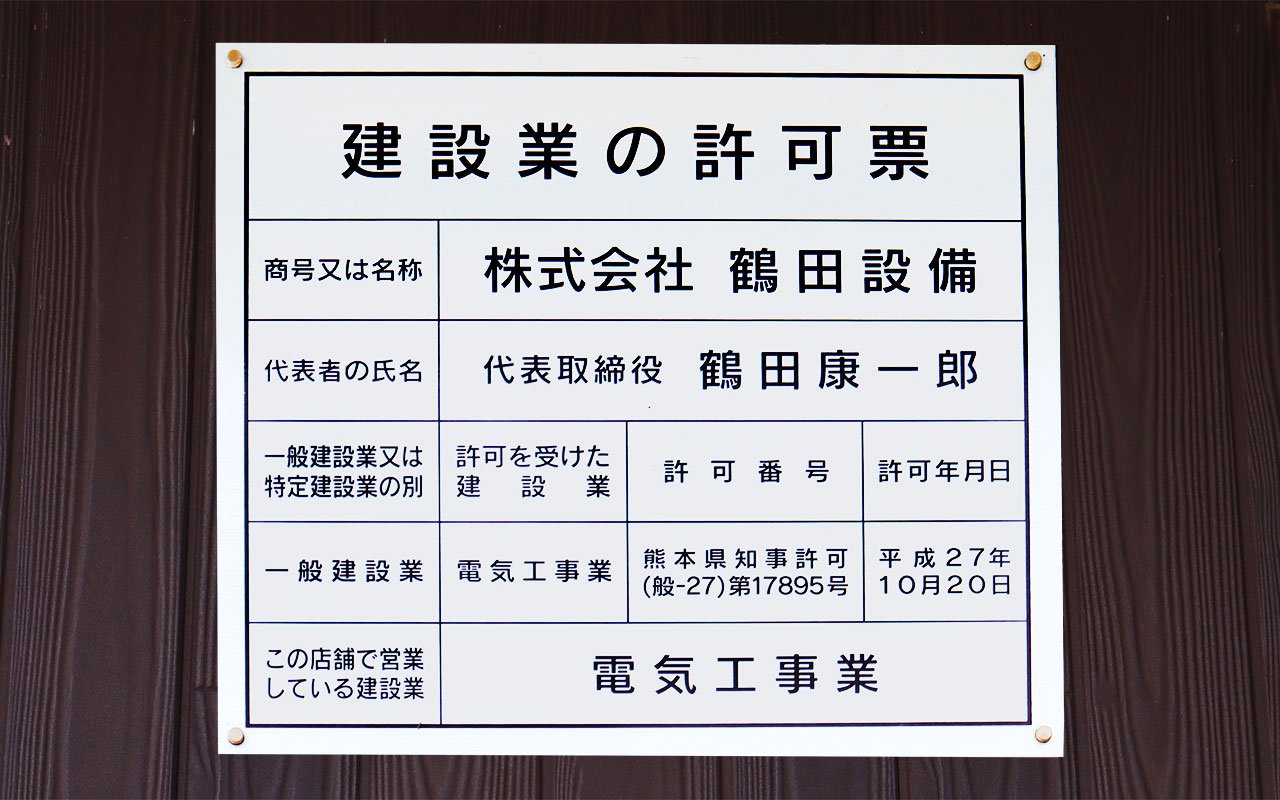 建設業の許可票
商号又は名称
株式会社 鶴田設備
代表者の氏名
代表取締役 鶴田康一郎
一般建設業又は
特定建設業の別
許可を受けた
建設業
許可番号
許可年月日
一般建設業
電気工事業
熊本県知事許可
(般-27)第17895号
平成27年
10月20日
この店舗で営業
している建設業
電気工事業